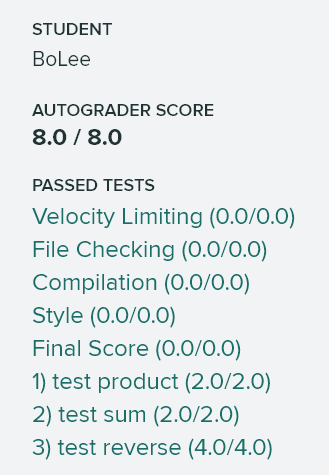 STUDENT
BoLee
AUTOGRADER SCORE
8.0 / 8.0
PASSED TESTS
Velocity Limiting (0.0/0.0)
File Checking (0.0/0.0)
Compilation (0.0/0.0)
Style (0.0/0.0)
Final Score (0.0/0.0)
1) test product (2.0/2.0)
2) test sum (2.0/2.0)
3) test reverse (4.0/4.0)